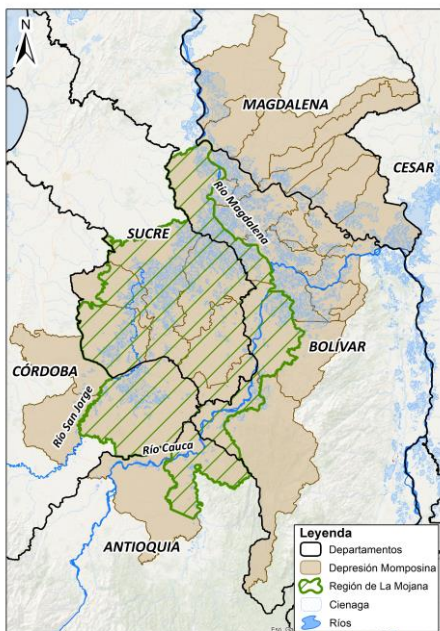 N
MAGDALENA
CESAR
Río Magdalena
SUCRE
BOLÍVAR
CÓRDOBA
Río San Jorge
Río Cauca
ANTIOQUIA
Leyenda
Departamentos
Depresión Momposina
Región de La Mojana
Cienaga
Ríos